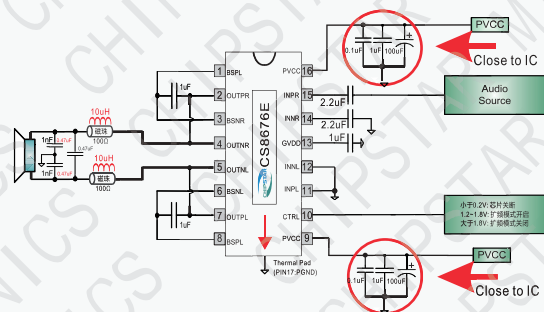 PVCC
0.1uF 1uF 100uF
Close to IC
1 BSPL
2 OUTPR
3 BSNR
4 OUTNR
5 OUTNL
6 BSNL
7 OUTPL
8 BSPL
PVCC 16
INPR 15
INNR 14
GVDD 13
INNL 12
INPL 11
CTRL 10
PVCC 9
CS8676E
1uF
1uF
2.2uF
2.2uF
1uF
Audio
Source
10uH
磁珠
100Ω
1nF 0.47uF
0.47uF
1nF 0.47uF
10uH
磁珠
100Ω
小于0.2V: 芯片关断
1.2~1.8V: 扩频模式开启
大于1.8V: 扩频模式关闭
Thermal Pad
(PIN17:PGND)
PVCC
0.1uF 1uF 100uF
Close to IC